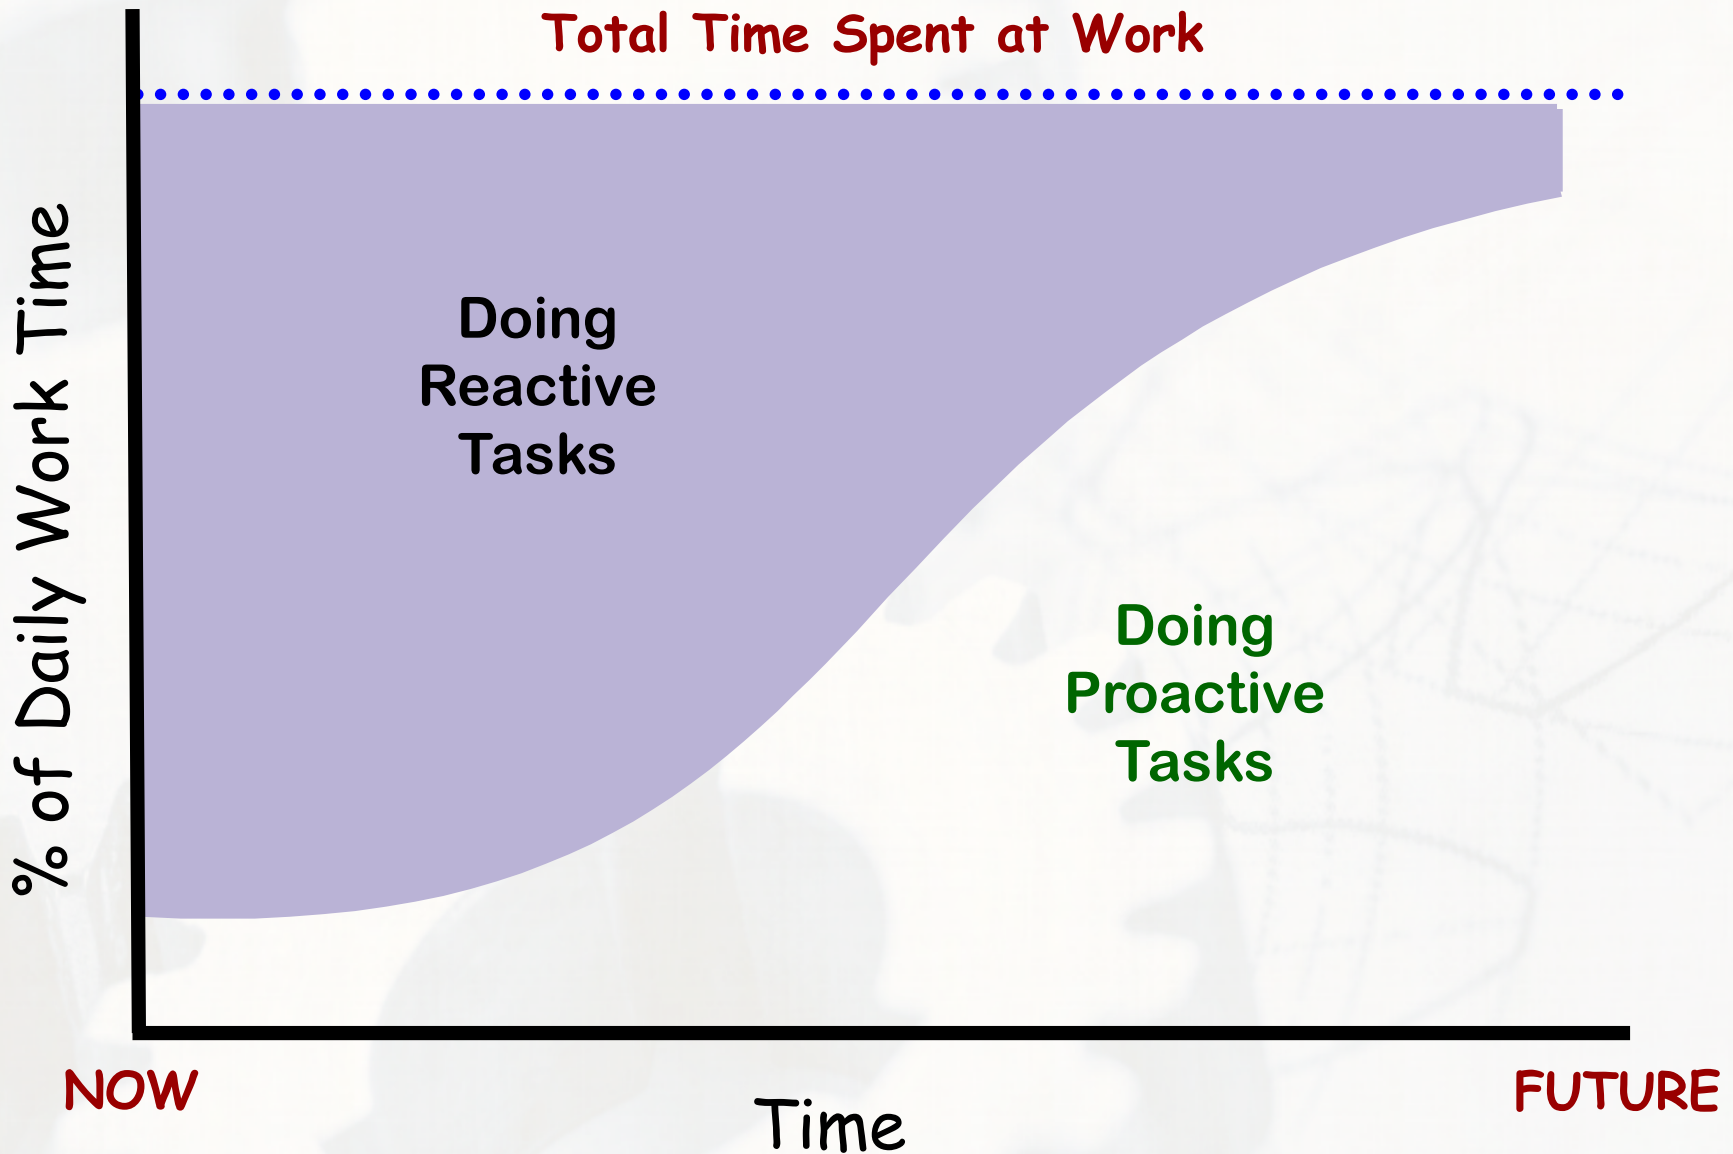 Total Time Spent at Work
% of Daily Work Time
Doing
Reactive
Tasks
Doing
Proactive
Tasks
NOW
FUTURE
Time